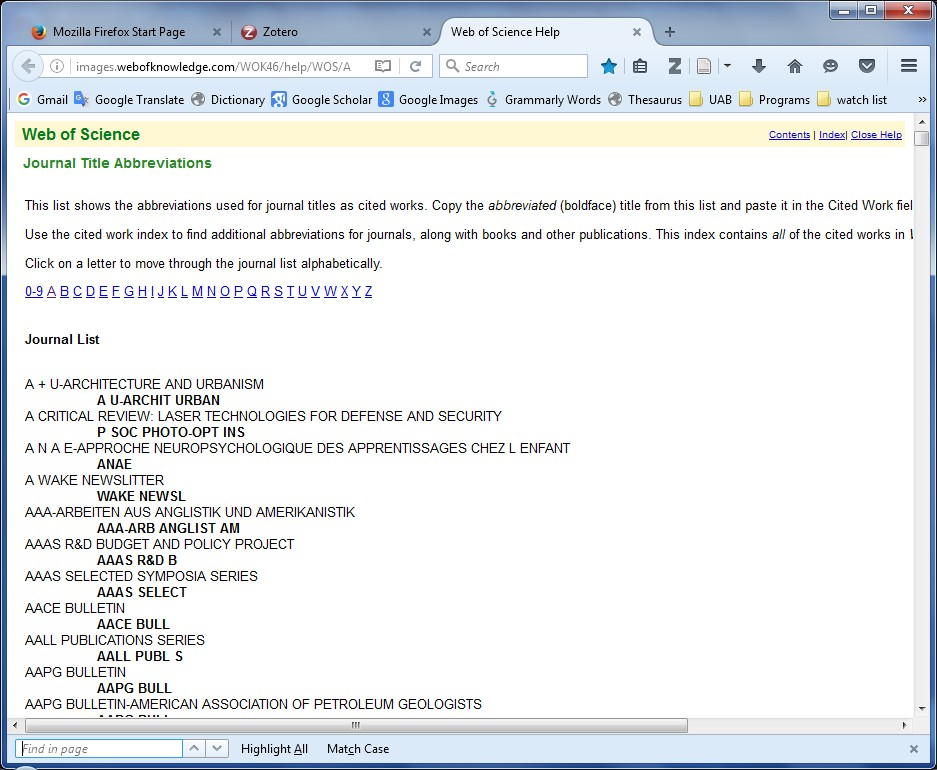 Mozilla Firefox Start Page
Zotero
Web of Science Help
images.webofknowledge.com/WOK46/help/WOS/A
Search
Gmail
Google Translate
Dictionary
Google Scholar
Google Images
Grammarly Words
Thesaurus
UAB
Programs
watch list
»
Web of Science
Contents | Index| Close Help
Journal Title Abbreviations
This list shows the abbreviations used for journal titles as cited works. Copy the abbreviated (boldface) title from this list and paste it in the Cited Work fiel
Use the cited work index to find additional abbreviations for journals, along with books and other publications. This index contains all of the cited works in
Click on a letter to move through the journal list alphabetically.
0-9 A B C D E F G H I J K L M N O P Q R S T U V W X Y Z
Journal List
A + U-ARCHITECTURE AND URBANISM
A U-ARCHIT URBAN
A CRITICAL REVIEW: LASER TECHNOLOGIES FOR DEFENSE AND SECURITY
P SOC PHOTO-OPT INS
A N A E-APPROCHE NEUROPSYCHOLOGIQUE DES APPRENTISSAGES CHEZ L ENFANT
ANAE
A WAKE NEWSLITTER
WAKE NEWSL
AAA-ARBEITEN AUS ANGLISTIK UND AMERIKANISTIK
AAA-ARB ANGLIST AM
AAAS R&D BUDGET AND POLICY PROJECT
AAAS R&D B
AAAS SELECTED SYMPOSIA SERIES
AAAS SELECT
AACE BULLETIN
AACE BULL
AALL PUBLICATIONS SERIES
AALL PUBL S
AAPG BULLETIN
AAPG BULL
AAPG BULLETIN-AMERICAN ASSOCIATION OF PETROLEUM GEOLOGISTS
Find in page
Highlight All
Match Case